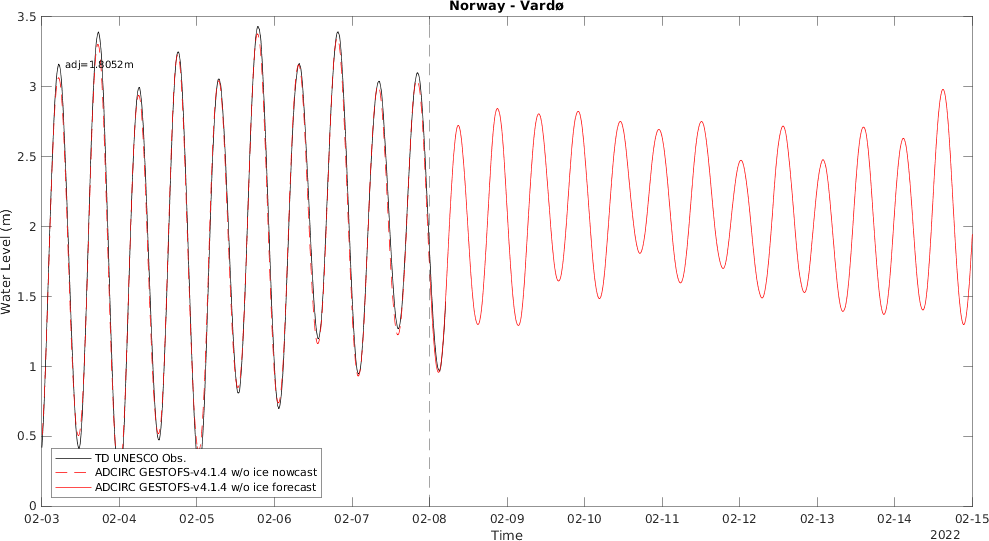 Norway - Vardø
3.5
3
2.5
2
1.5
1
0.5
0
Water Level (m)
adj=1.8052m
TD UNESCO Obs.
ADCIRC GESTOFS-v4.1.4 w/o ice nowcast
ADCIRC GESTOFS-v4.1.4 w/o ice forecast
02-03 02-04 02-05 02-06 02-07 02-08 02-09 02-10 02-11 02-12 02-13 02-14 02-15
Time
2022